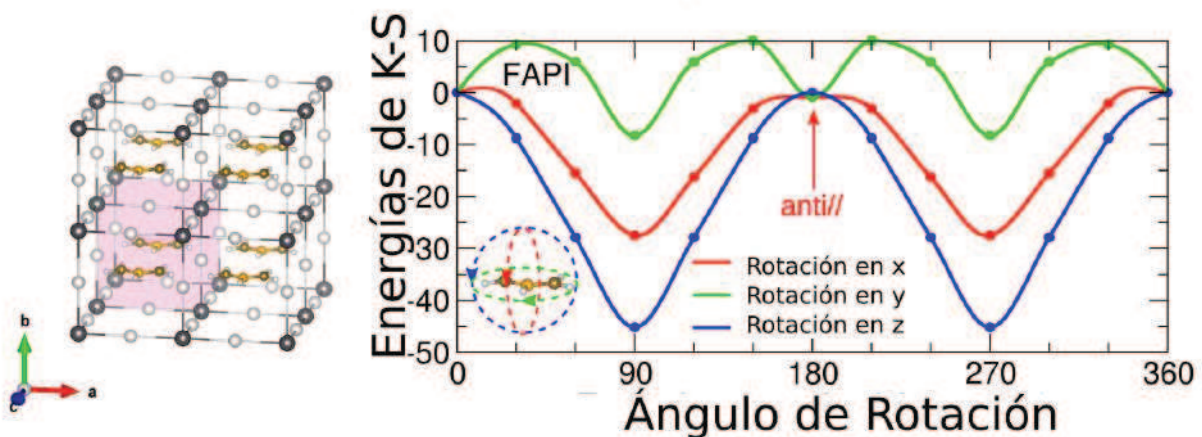 b
a
c
Energías de K-S
10
0
-10
-20
-30
-40
-50
FAPI
anti//
Rotación en x
Rotación en y
Rotación en z
0 90 180 270 360
Ángulo de Rotación